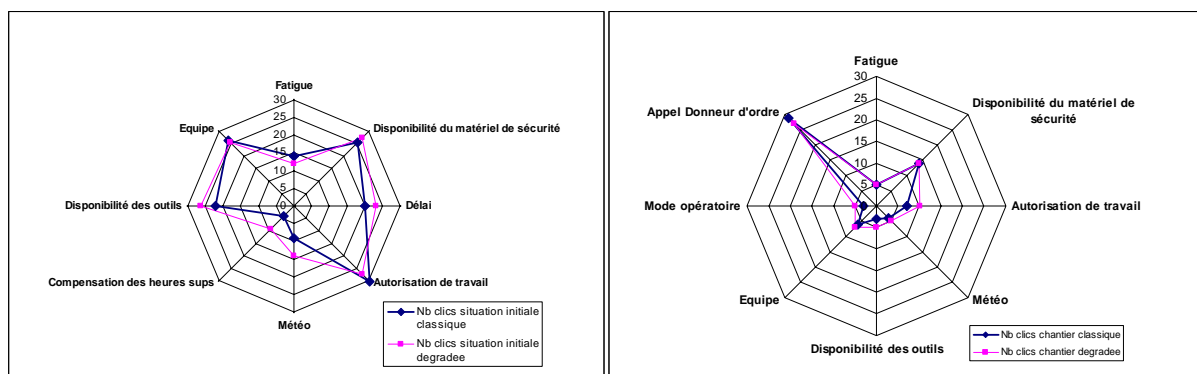 Fatigue
30
25
20
15
10
5
0
Equipe
Disponibilité du matériel de sécurité
Disponibilité des outils
Délai
Compensation des heures sups
Autorisation de travail
Météo
Nb clics situation initiale
classique
Nb clics situation initiale
degradee
Fatigue
30
25
20
15
10
5
Appel Donneur d'ordre
Disponibilité du matériel de
sécurité
Mode opératoire
Autorisation de travail
Equipe
Météo
Disponibilité des outils
Nb clics chantier classique
Nb clics chantier degradee